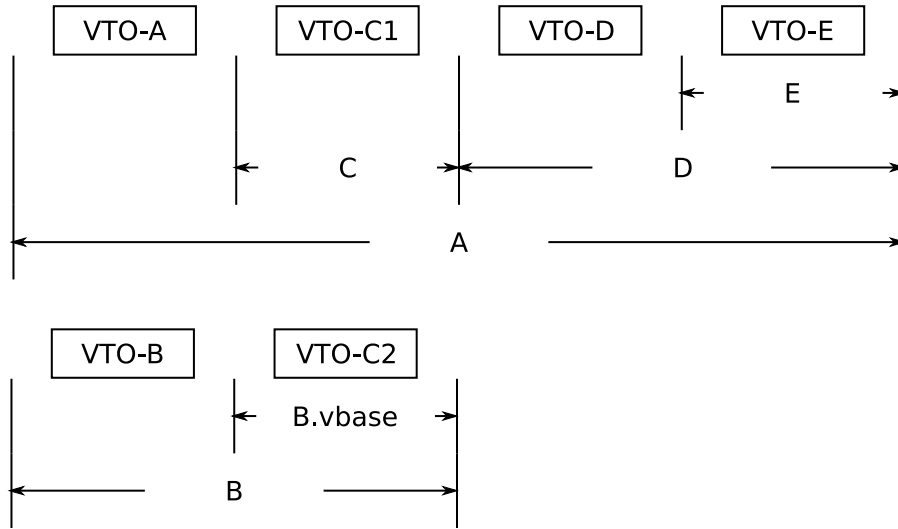 VTO-A VTO-C1 VTO-D VTO-E
E
C D
A
VTO-B VTO-C2
B.vbase
B